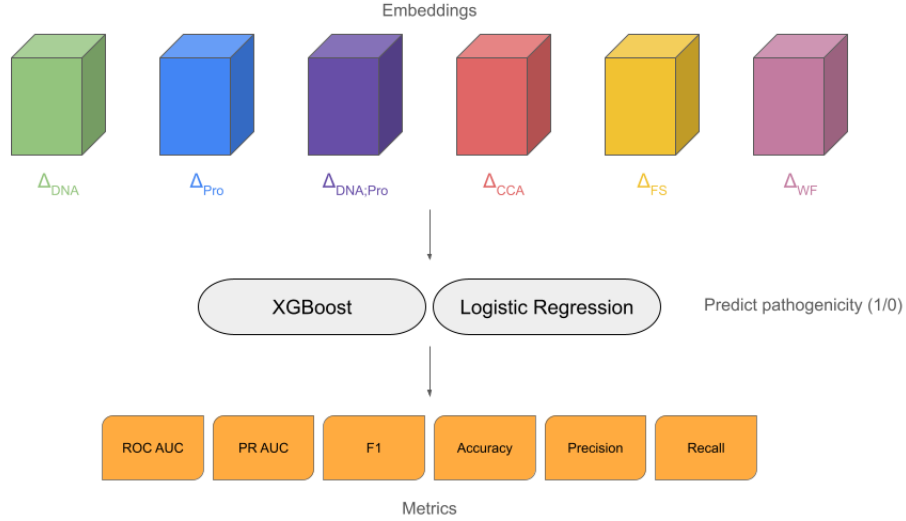 Embeddings
Δ_DNA
Δ_Pro
Δ_DNA;Pro
Δ_CCA
Δ_FS
Δ_WF
XGBoost
Logistic Regression
Predict pathogenicity (1/0)
ROC AUC
PR AUC
F1
Accuracy
Precision
Recall
Metrics